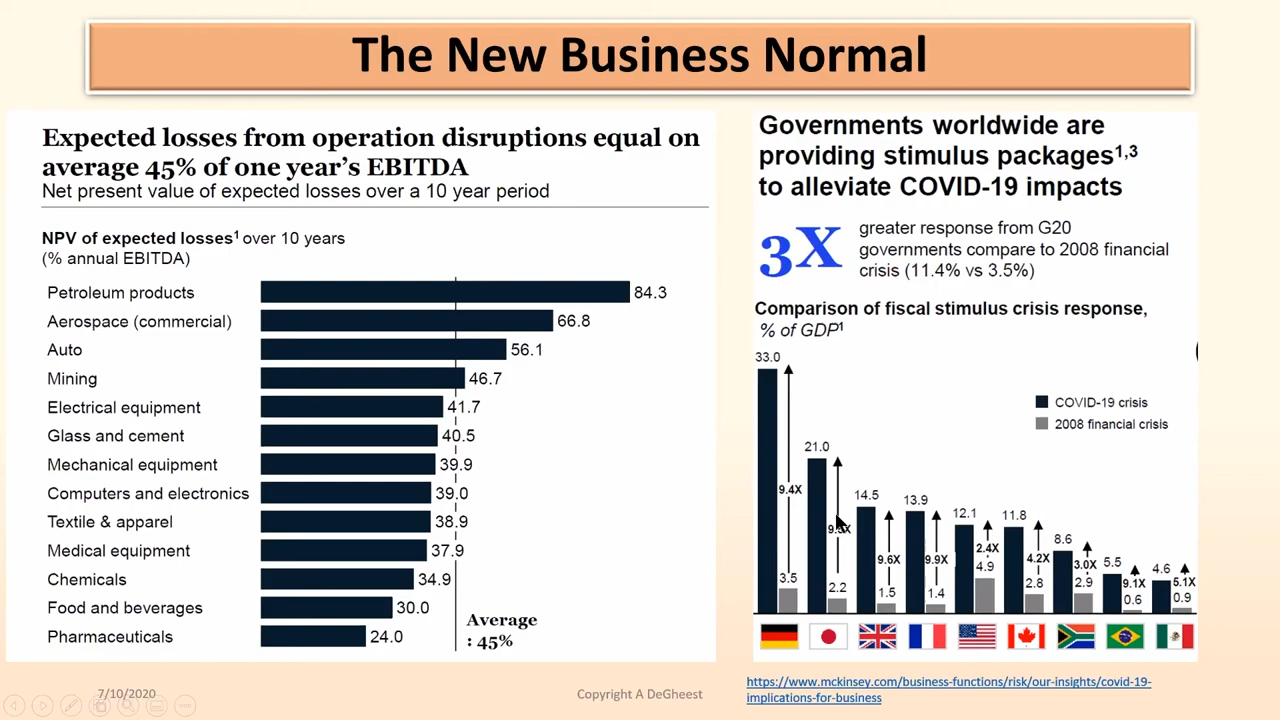 The New Business Normal
Expected losses from operation disruptions equal on
average 45% of one year's EBITDA
Net present value of expected losses over a 10 year period
NPV of expected losses¹ over 10 years
(% annual EBITDA)
Petroleum products 84.3
Aerospace (commercial) 66.8
Auto 56.1
Mining 46.7
Electrical equipment 41.7
Glass and cement 40.5
Mechanical equipment 39.9
Computers and electronics 39.0
Textile & apparel 38.9
Medical equipment 37.9
Chemicals 34.9
Food and beverages 30.0
Pharmaceuticals 24.0
Average
: 45%
Governments worldwide are
providing stimulus packages¹,³
to alleviate COVID-19 impacts
3X
greater response from G20
governments compare to 2008 financial
crisis (11.4% vs 3.5%)
Comparison of fiscal stimulus crisis response,
% of GDP¹
COVID-19 crisis
2008 financial crisis
33.0 9.4X 3.5
21.0 2.2
14.5 9.6X 1.5
13.9 9.9X 1.4
12.1 2.4X 4.9
11.8 4.2X 2.8
8.6 3.0X 2.9
5.5 9.1X 0.6
4.6 5.1X 0.9
7/10/2020
Copyright A DeGheest
https://www.mckinsey.com/business-functions/risk/our-insights/covid-19-
implications-for-business